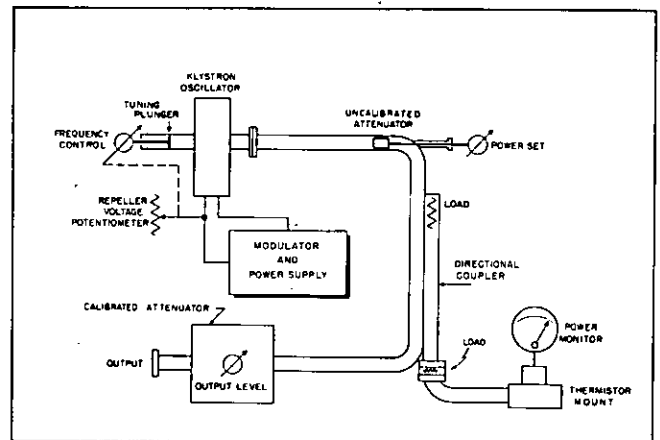 KLYSTRON
OSCILLATOR
TUNING
PLUNGER
FREQUENCY
CONTROL
UNCALIBRATED
ATTENUATOR
POWER SET
REPELLER
VOLTAGE
POTENTIOMETER
LOAD
MODULATOR
AND
POWER SUPPLY
DIRECTIONAL
COUPLER
CALIBRATED ATTENUATOR
POWER
MONITOR
LOAD
OUTPUT
OUTPUT LEVEL
THERMISTOR
MOUNT